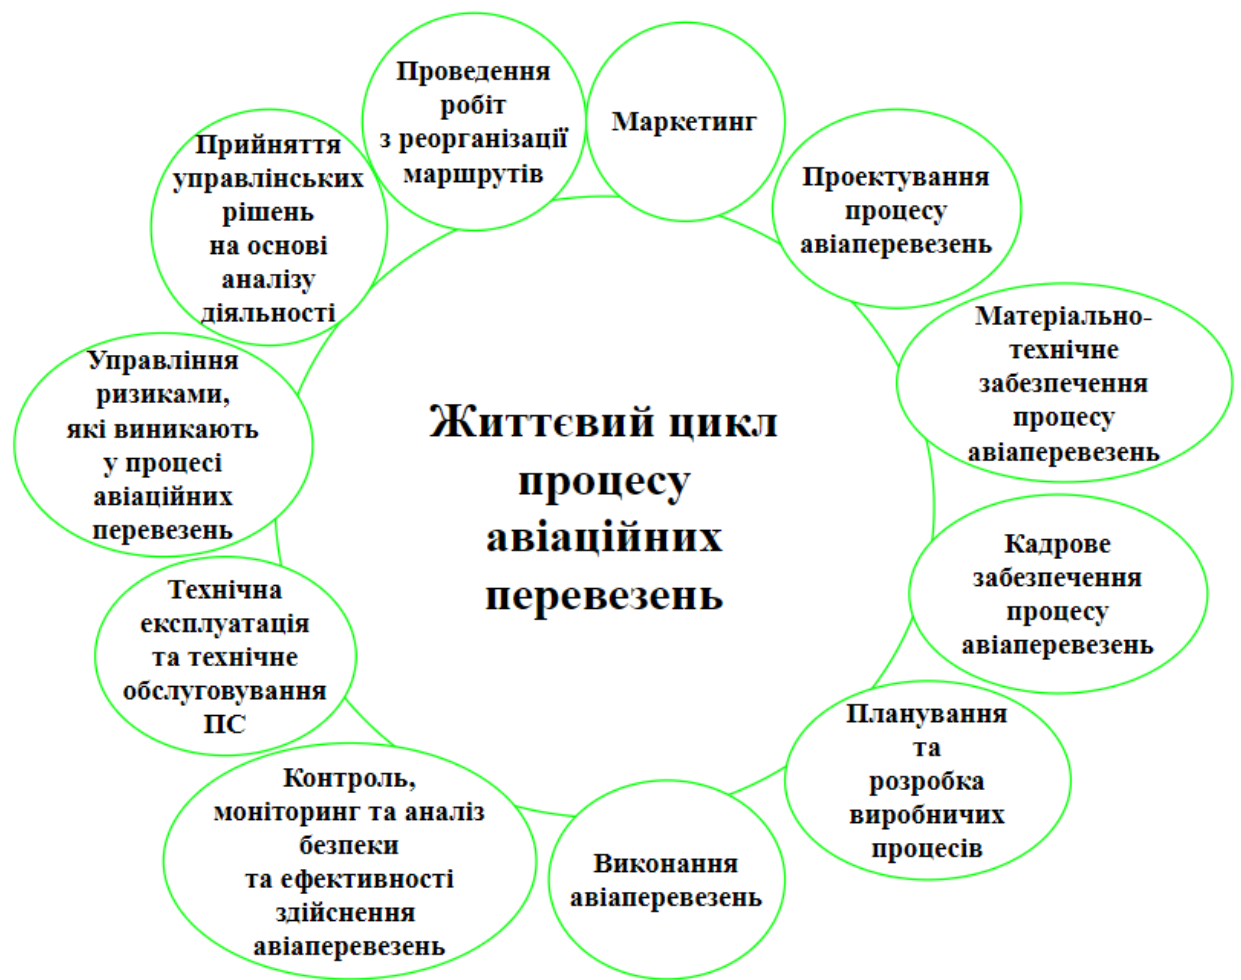 Проведення
робіт
з реорганізації
маршрутів
Маркетинг
Проектування
процесу
авіаперевезень
Матеріально-
технічне
забезпечення
процесу
авіаперевезень
Кадрове
забезпечення
процесу
авіаперевезень
Планування
та
розробка
виробничих
процесів
Виконання
авіаперевезень
Контроль,
моніторинг та аналіз
безпеки
та ефективності
здійснення
авіаперевезень
Технічна
експлуатація
та технічне
обслуговування
ПС
Управління
ризиками,
які виникають
у процесі
авіаційних
перевезень
Прийняття
управлінських
рішень
на основі
аналізу
діяльності
Життєвий цикл
процесу
авіаційних
перевезень